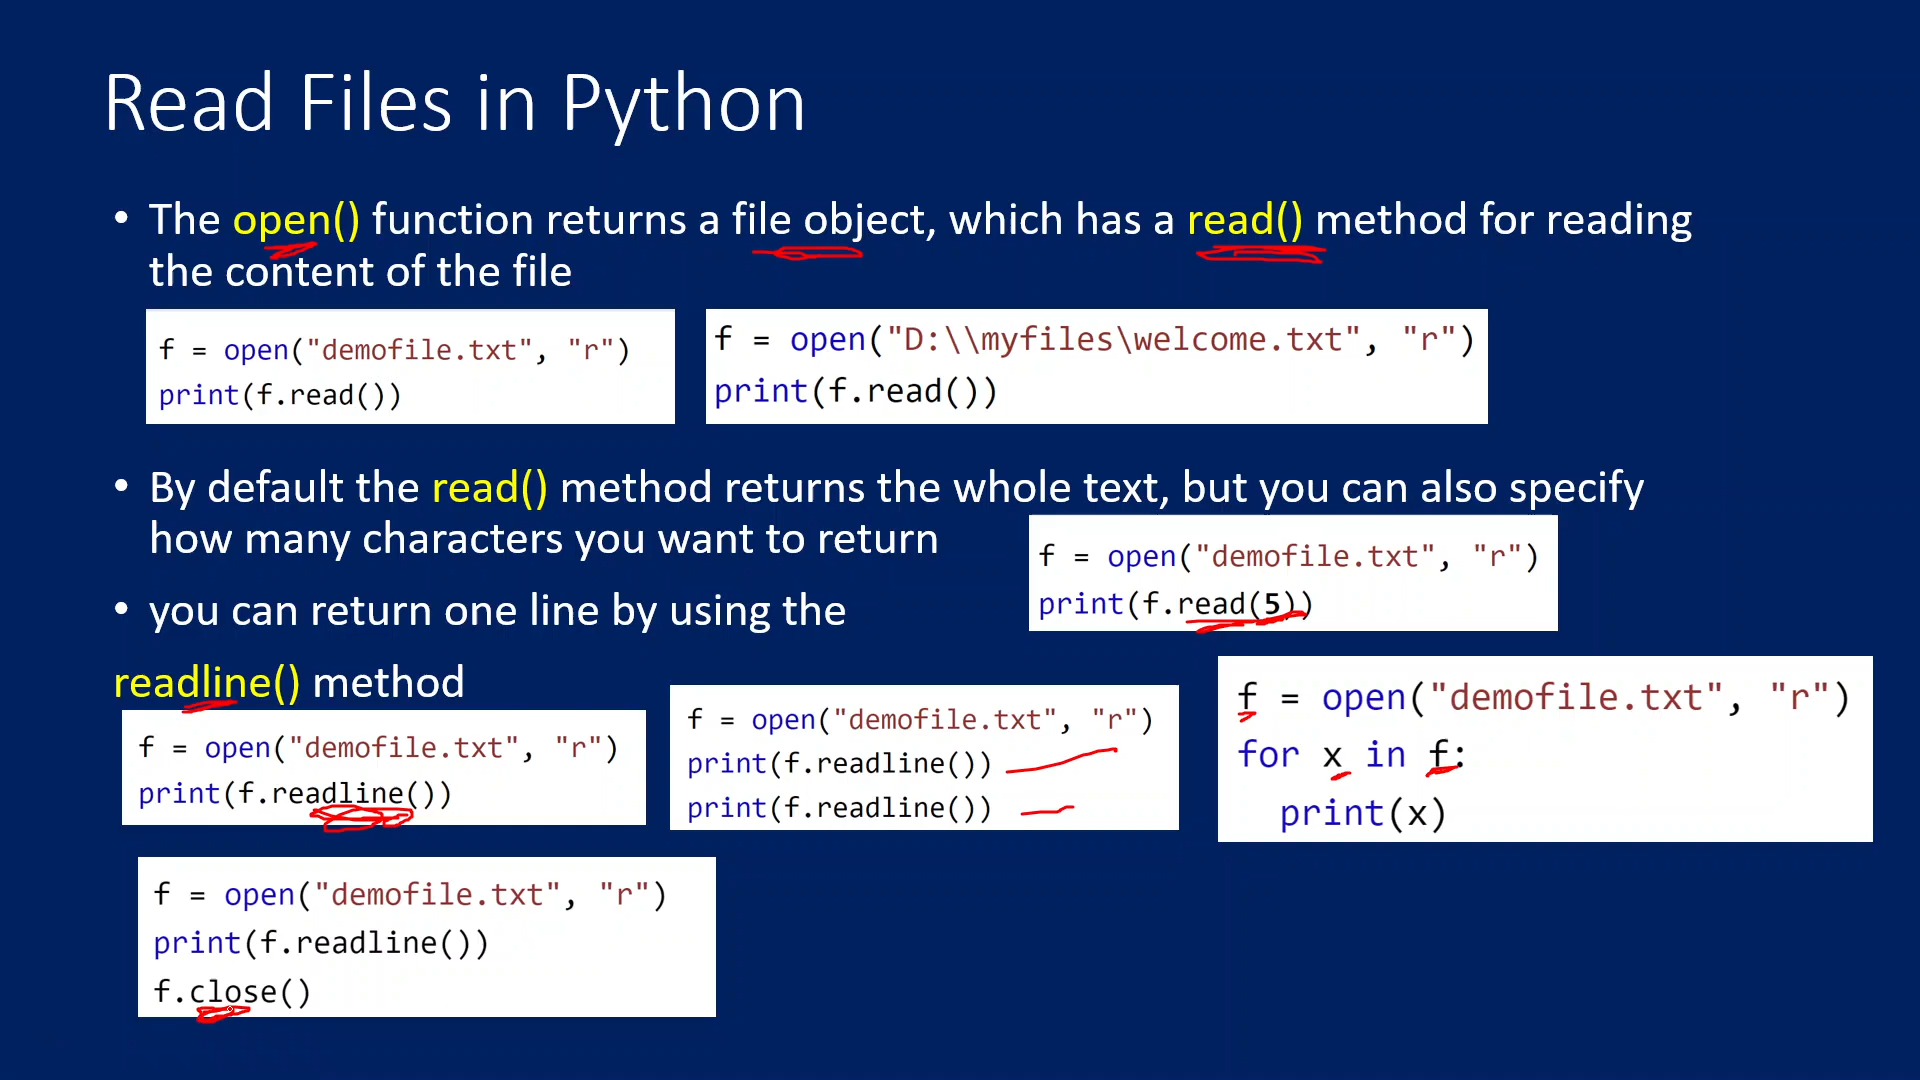 Read Files in Python
• The open() function returns a file object, which has a read() method for reading
the content of the file
f = open("demofile.txt", "r")
print(f.read())
f = open("D:\\myfiles\welcome.txt", "r")
print(f.read())
• By default the read() method returns the whole text, but you can also specify
how many characters you want to return
f = open("demofile.txt", "r")
print(f.read(5))
• you can return one line by using the
readline() method
f = open("demofile.txt", "r")
print(f.readline())
f = open("demofile.txt", "r")
print(f.readline())
print(f.readline())
f = open("demofile.txt", "r")
for x in f:
  print(x)
f = open("demofile.txt", "r")
print(f.readline())
f.close()